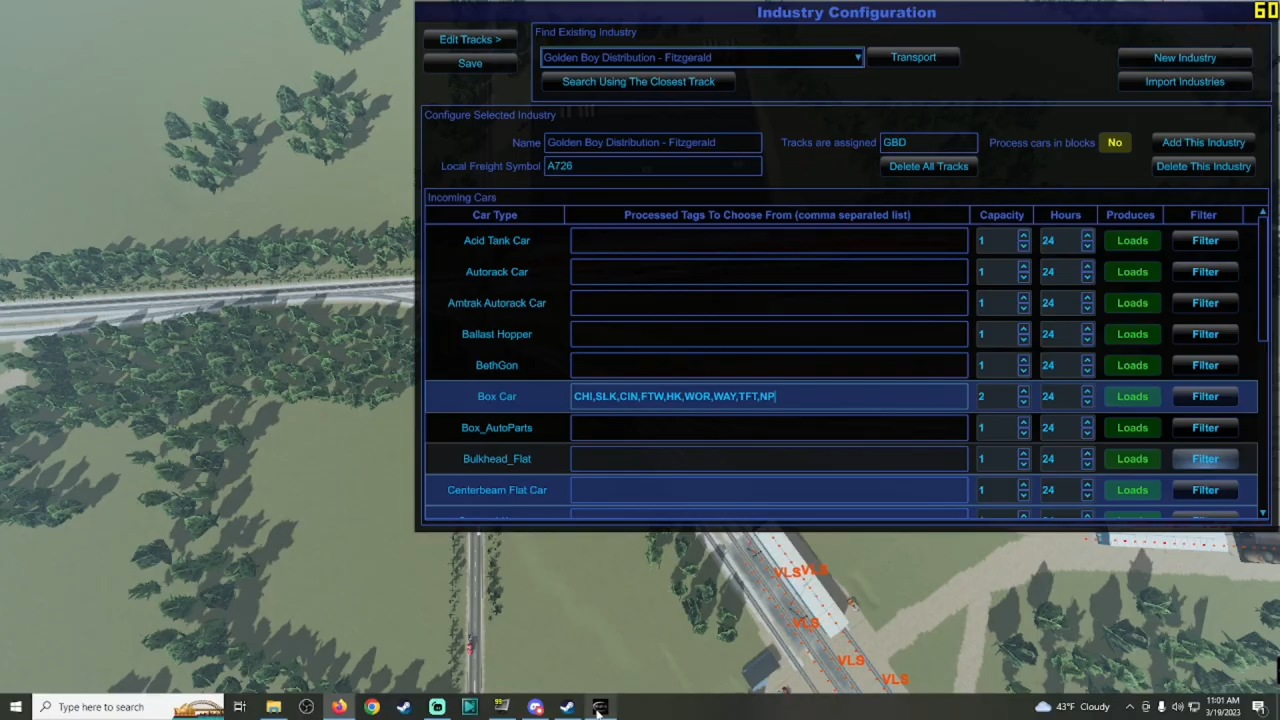 Industry Configuration
60
Edit Tracks >
Save
Find Existing Industry
Golden Boy Distribution - Fitzgerald
Transport
New Industry
Search Using The Closest Track
Import Industries
Configure Selected Industry
Name Golden Boy Distribution - Fitzgerald Tracks are assigned GBD Process cars in blocks No Add This Industry
Local Freight Symbol A726 Delete All Tracks Delete This Industry
Incoming Cars
Car Type Processed Tags To Choose From (comma separated list) Capacity Hours Produces Filter
Acid Tank Car 1 24 Loads Filter
Autorack Car 1 24 Loads Filter
Amtrak Autorack Car 1 24 Loads Filter
Ballast Hopper 1 24 Loads Filter
BethGon 1 24 Loads Filter
Box Car CHI,SLK,CIN,FTW,HK,WOR,WAY,TFT,NP 2 24 Loads Filter
Box_AutoParts 1 24 Loads Filter
Bulkhead_Flat 1 24 Loads Filter
Centerbeam Flat Car 1 24 Loads Filter
VLS VLS
VLS
VLS
VLS
Type here to search
99+
43°F Cloudy
11:01 AM
3/19/2023